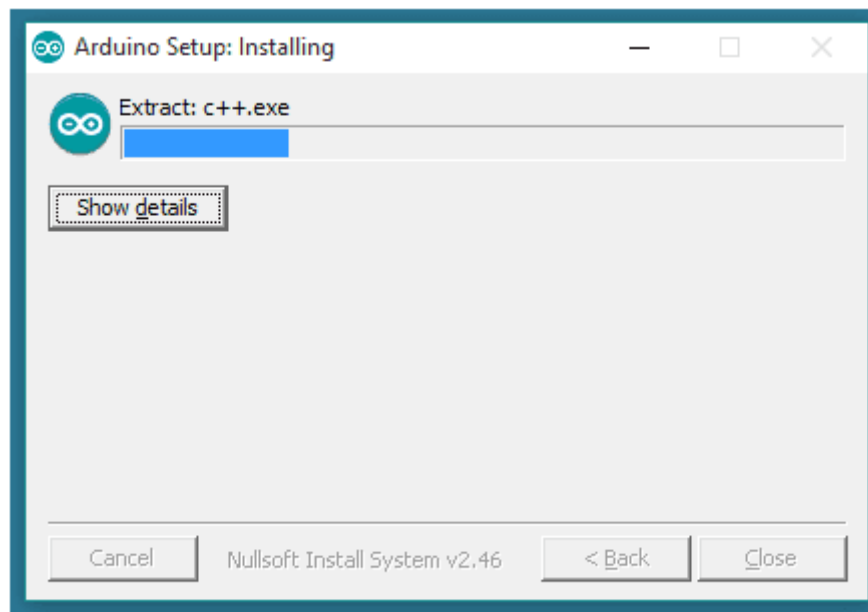 Arduino Setup: Installing
Extract: c++.exe
Show details
Cancel Nullsoft Install System v2.46 < Back Close